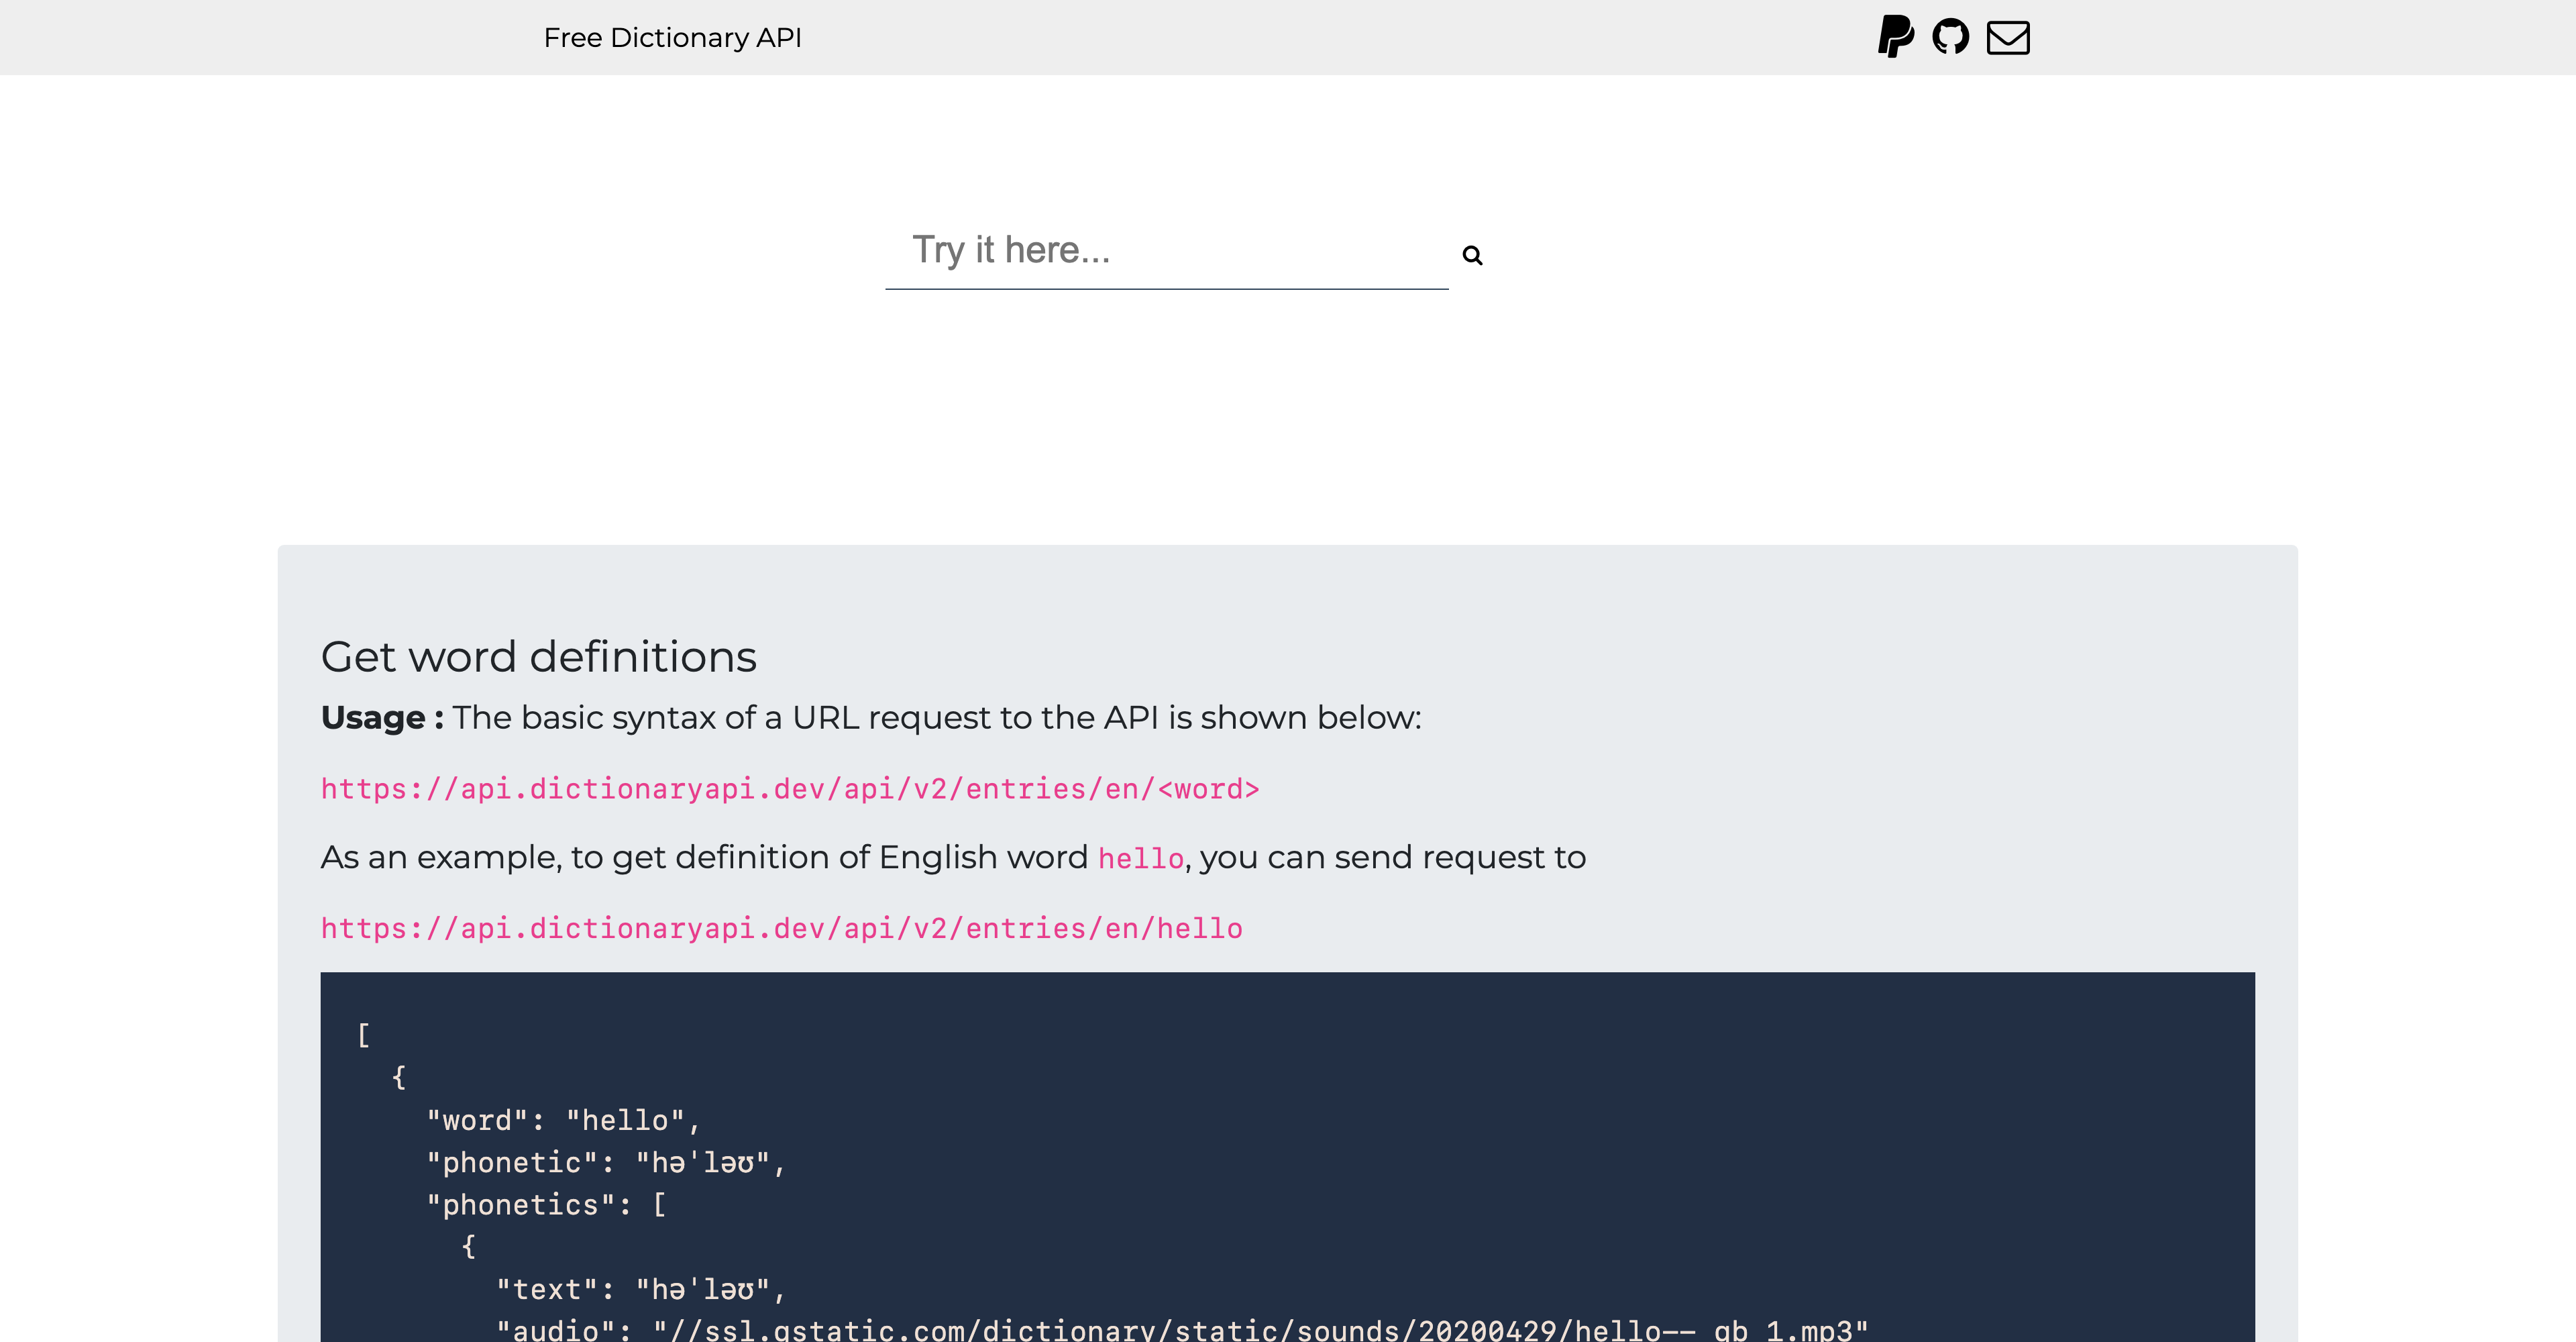 Free Dictionary API
Try it here...
Get word definitions
Usage : The basic syntax of a URL request to the API is shown below:
https://api.dictionaryapi.dev/api/v2/entries/en/<word>
As an example, to get definition of English word hello, you can send request to
https://api.dictionaryapi.dev/api/v2/entries/en/hello
[
{
"word": "hello",
"phonetic": "həˈləʊ",
"phonetics": [
{
"text": "həˈləʊ",
"audio": "//ssl.gstatic.com/dictionary/static/sounds/20200429/hello--_gb_1.mp3"